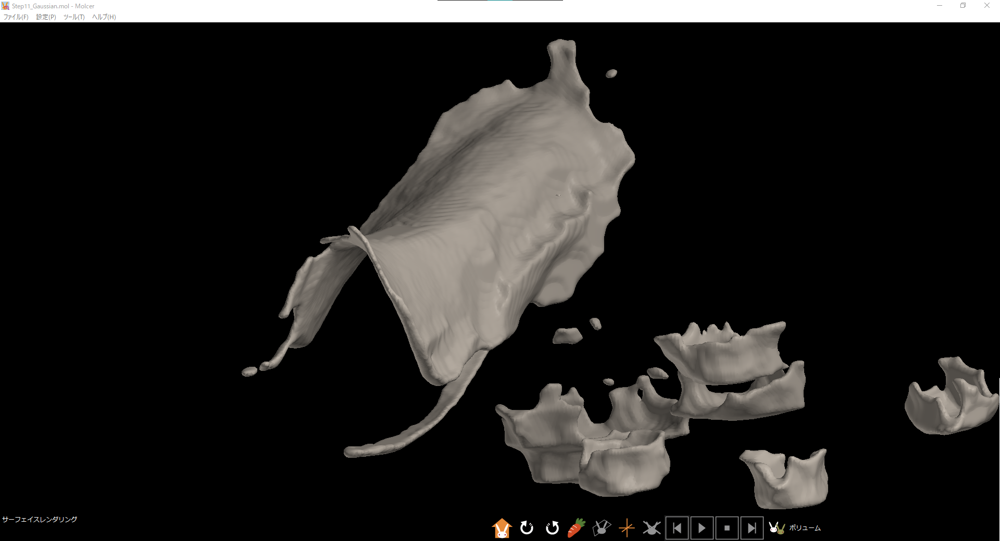 Step11_Gaussian.mol - Molcer
ファイル(F) 設定(P) ツール(T) ヘルプ(H)
サーフェイスレンダリング
ボリューム